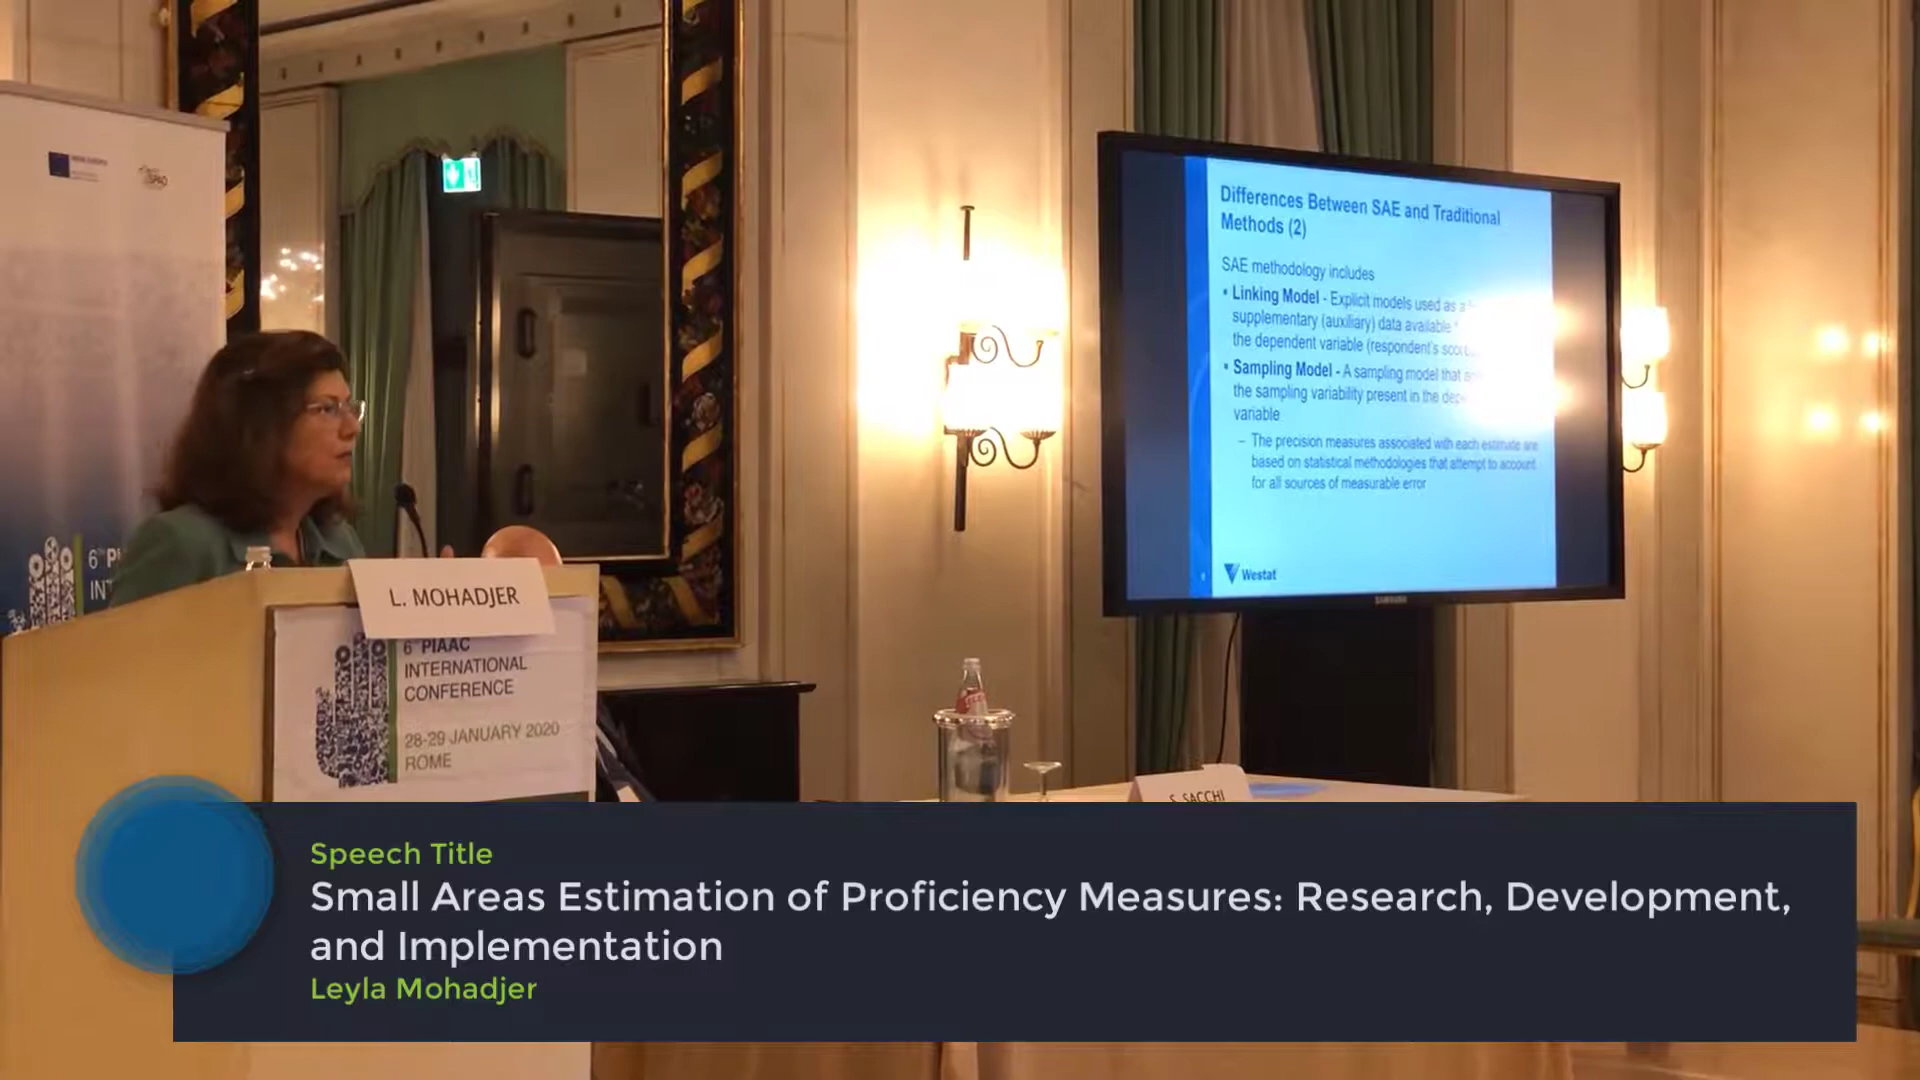 Differences Between SAE and Traditional
Methods (2)
SAE methodology includes
▪ Linking Model - Explicit models used as a
supplementary (auxiliary) data available
the dependent variable (respondent's
▪ Sampling Model - A sampling model that
the sampling variability present in the
variable
– The precision measures associated with each estimate are
based on statistical methodologies that attempt to account
for all sources of measurable error
Westat
SAMSUNG
6
L. MOHADJER
6TH PIAAC
INTERNATIONAL
CONFERENCE
28-29 JANUARY 2020
ROME
S. SACCHI
Speech Title
Small Areas Estimation of Proficiency Measures: Research, Development,
and Implementation
Leyla Mohadjer